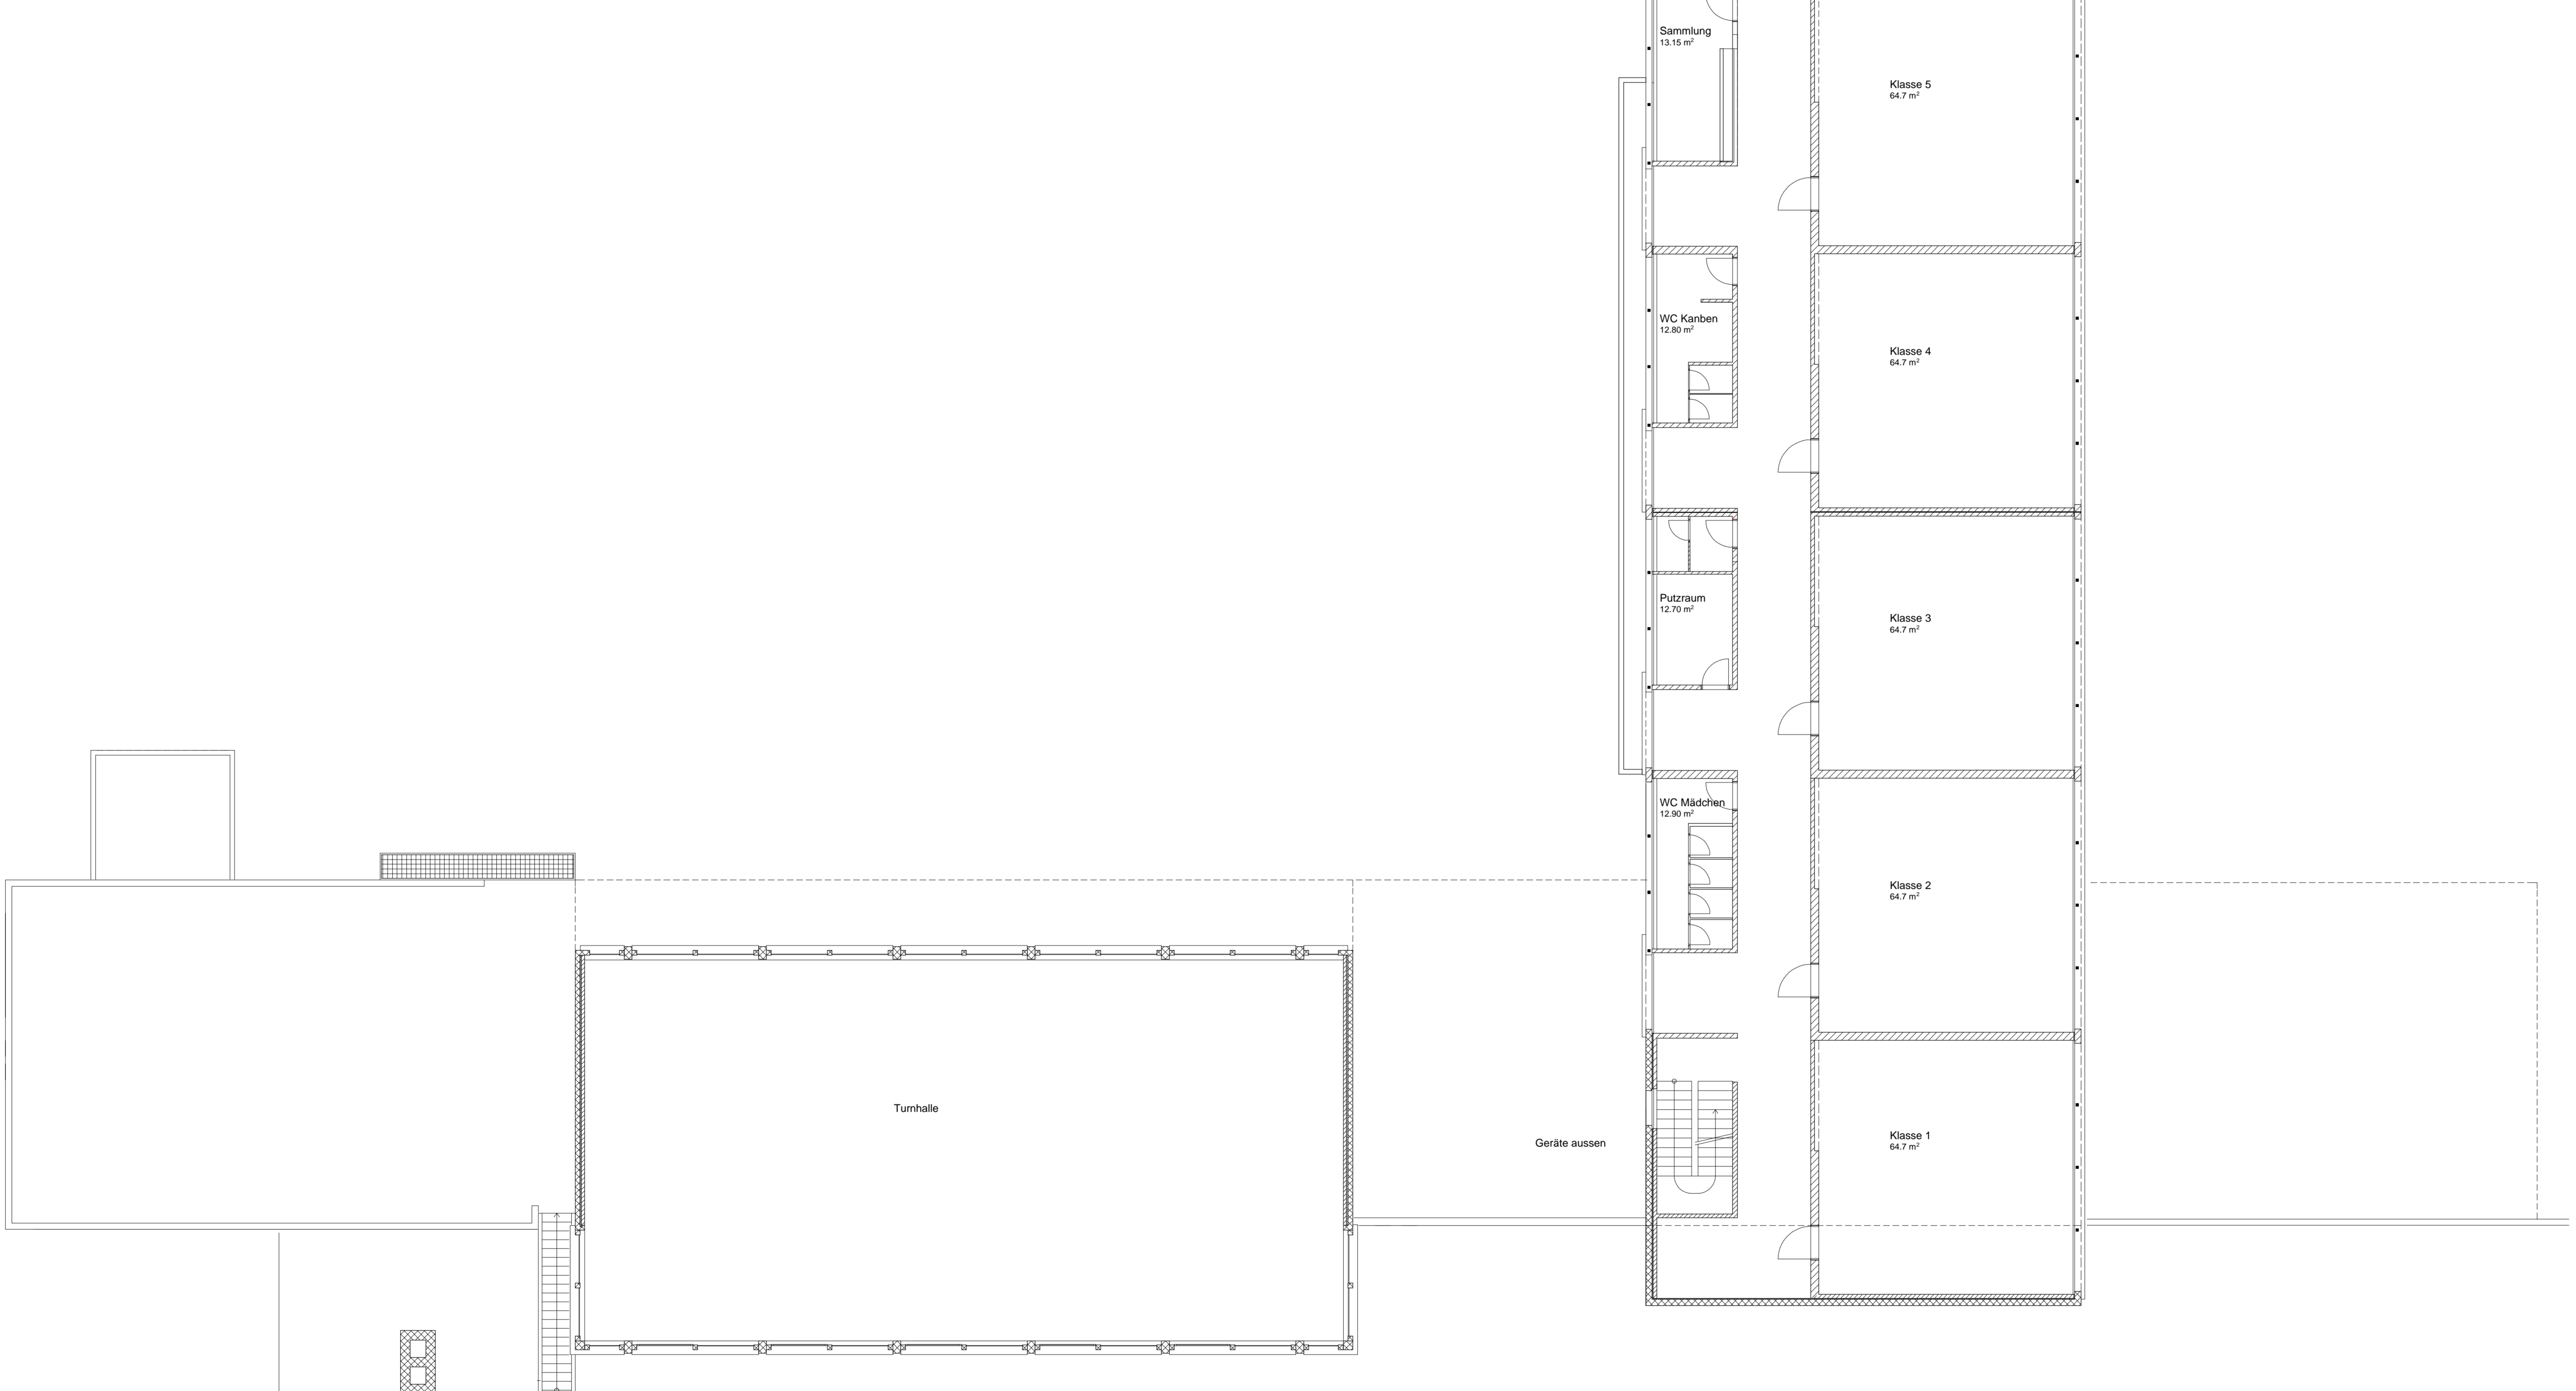 Sammlung
13.15 m²
Klasse 5
64.7 m²
WC Kanben
12.80 m²
Klasse 4
64.7 m²
Putzraum
12.70 m²
Klasse 3
64.7 m²
WC Mädchen
12.90 m²
Klasse 2
64.7 m²
Turnhalle
Geräte aussen
Klasse 1
64.7 m²